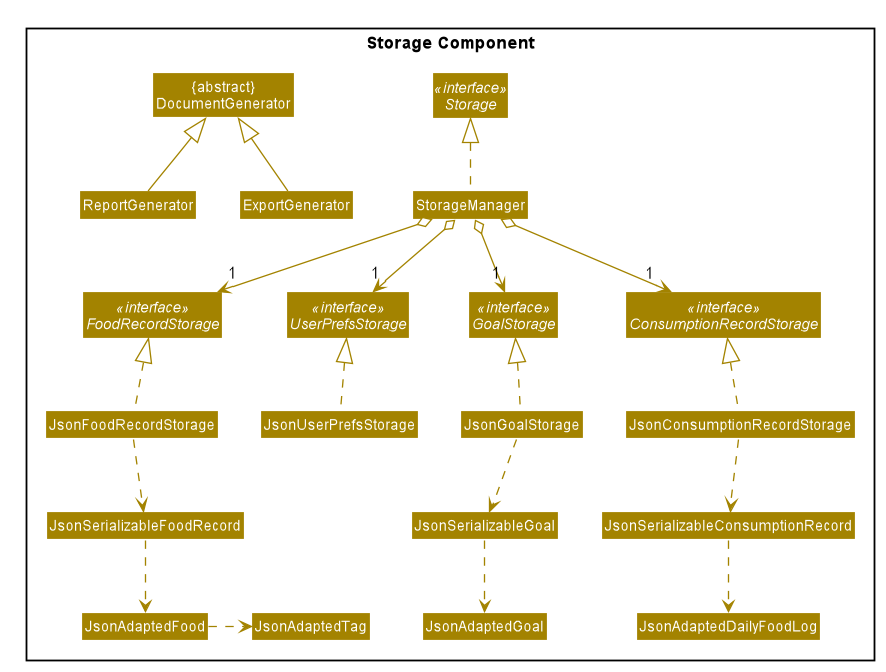 Storage Component
{abstract}
DocumentGenerator
«interface»
Storage
ReportGenerator
ExportGenerator
StorageManager
1
1
1
1
«interface»
FoodRecordStorage
«interface»
UserPrefsStorage
«interface»
GoalStorage
«interface»
ConsumptionRecordStorage
JsonFoodRecordStorage
JsonUserPrefsStorage
JsonGoalStorage
JsonConsumptionRecordStorage
JsonSerializableFoodRecord
JsonSerializableGoal
JsonSerializableConsumptionRecord
JsonAdaptedFood
JsonAdaptedTag
JsonAdaptedGoal
JsonAdaptedDailyFoodLog